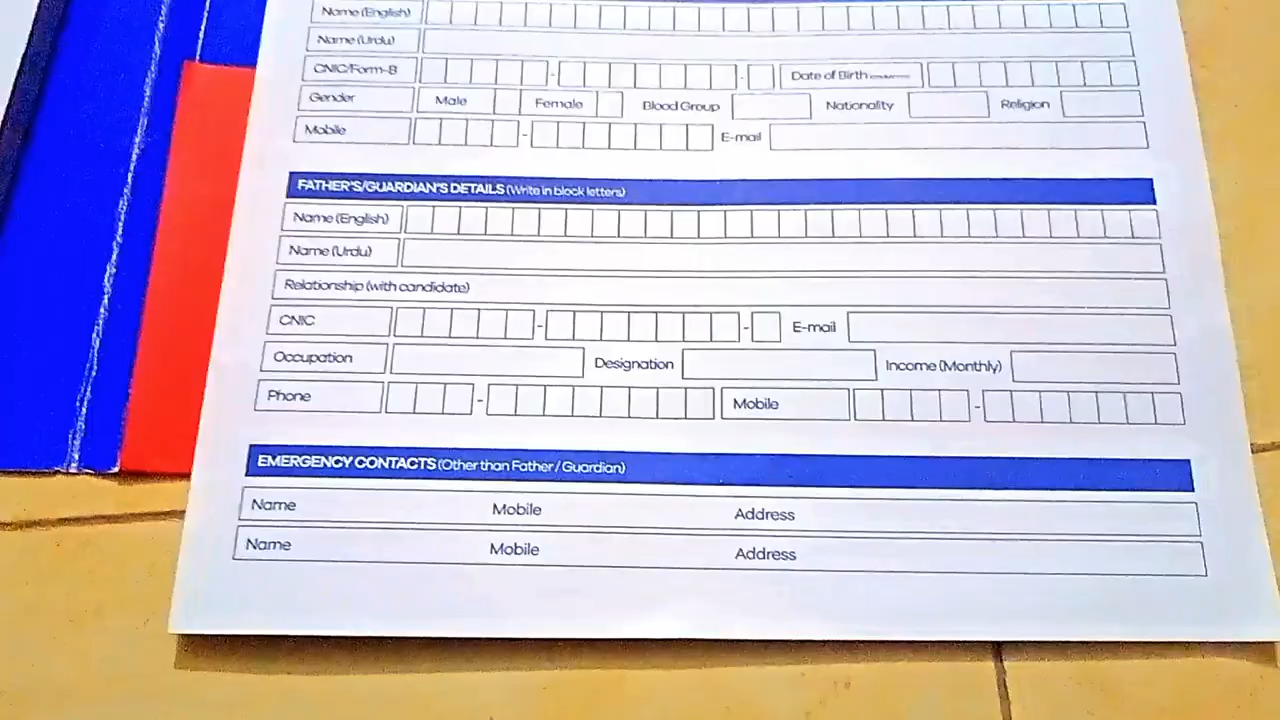 Name (English)
Name (Urdu)
CNIC/Form-B - - Date of Birth
Gender Male Female Blood Group Nationality Religion
Mobile - E-mail
FATHER'S/GUARDIAN'S DETAILS (Write in block letters)
Name (English)
Name (Urdu)
Relationship (with candidate)
CNIC - - E-mail
Occupation Designation Income (Monthly)
Phone - Mobile -
EMERGENCY CONTACTS (Other than Father / Guardian)
Name Mobile Address
Name Mobile Address